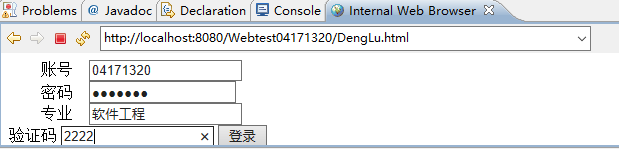 Problems @ Javadoc Declaration Console Internal Web Browser
http://localhost:8080/Webtest04171320/DengLu.html
账号 04171320
密码 ●●●●●●●
专业 软件工程
验证码 2222 × 登录